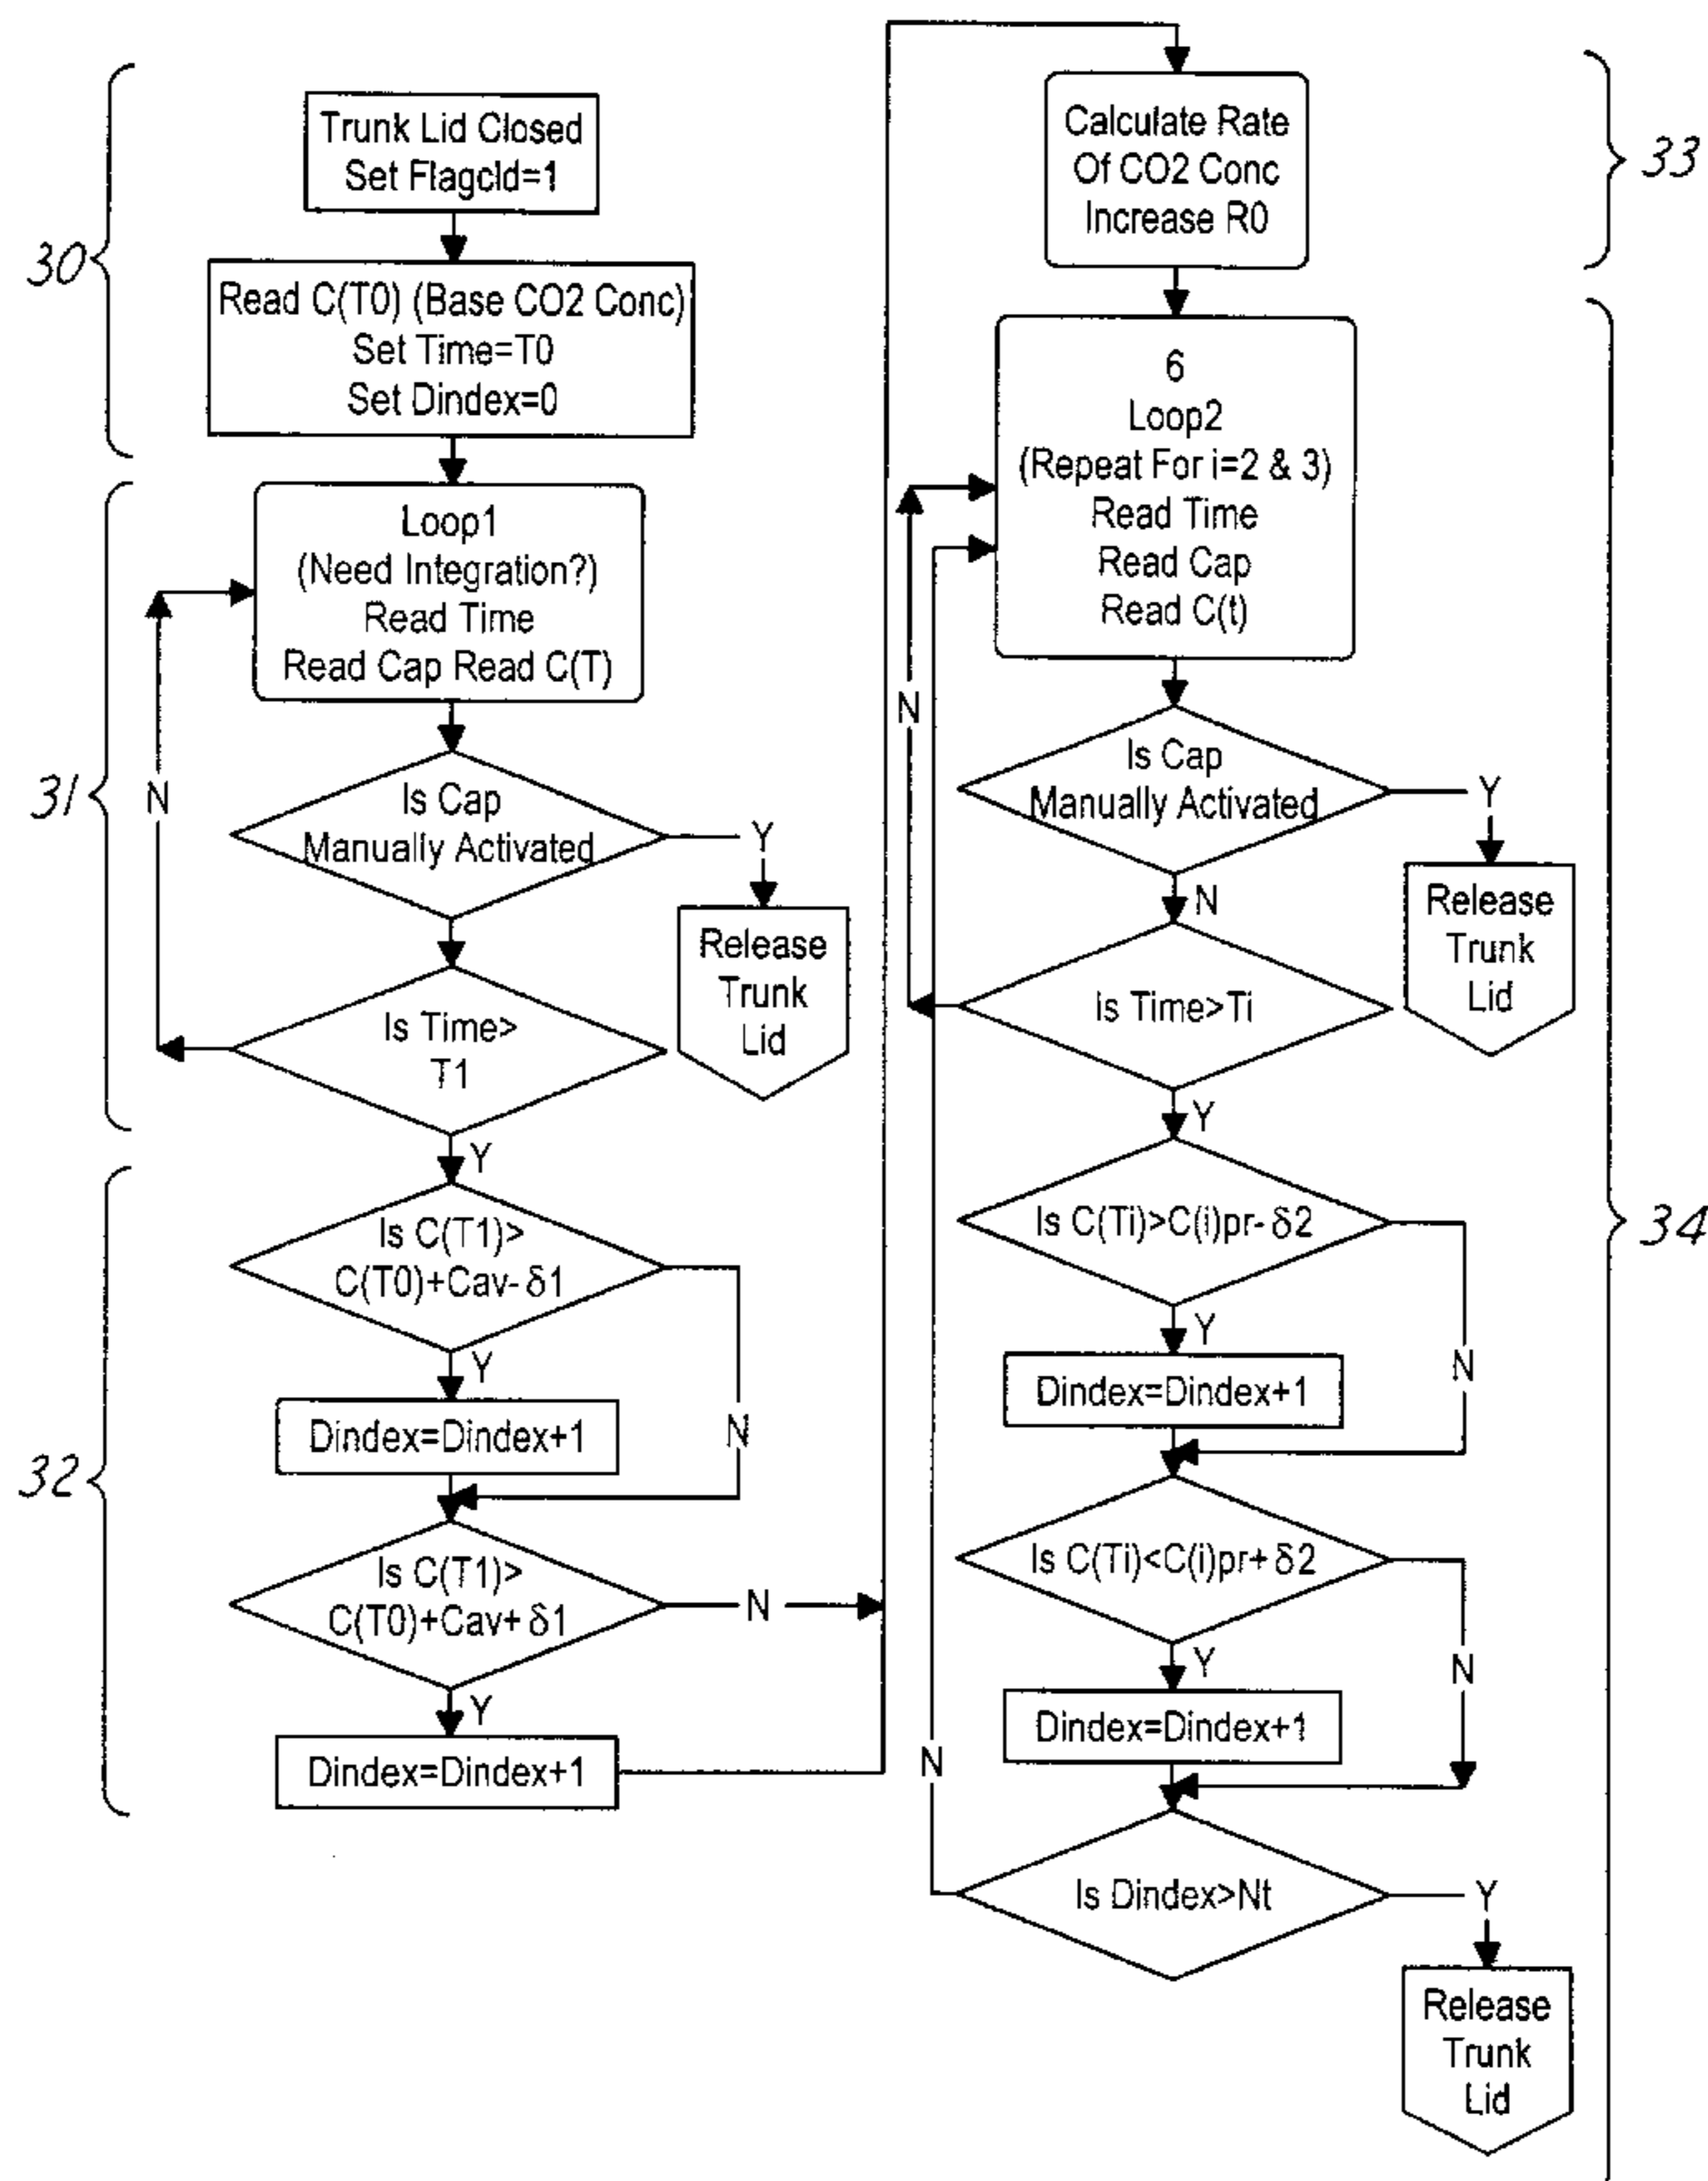 30
Trunk Lid Closed
Set Flagcld=1
Read C(T0) (Base CO2 Conc)
Set Time=T0
Set Dindex=0
31
Loop1
(Need Integration?)
Read Time
Read Cap Read C(T)
N
Is Cap
Manually Activated
Y
Release
Trunk
Lid
Is Time>
T1
Y
32
Is C(T1)>
C(T0)+Cav-δ1
Y
N
Dindex=Dindex+1
Is C(T1)>
C(T0)+Cav+δ1
N
Y
Dindex=Dindex+1
Calculate Rate
Of CO2 Conc
Increase R0
33
6
Loop2
(Repeat For i=2 & 3)
Read Time
Read Cap
Read C(t)
N
Is Cap
Manually Activated
Y
Release
Trunk
Lid
N
Is Time>Ti
Y
Is C(Ti)>C(i)pr-δ2
34
Y
N
Dindex=Dindex+1
Is C(Ti)<C(i)pr+δ2
Y
N
Dindex=Dindex+1
N
Is Dindex>Nt
Y
Release
Trunk
Lid